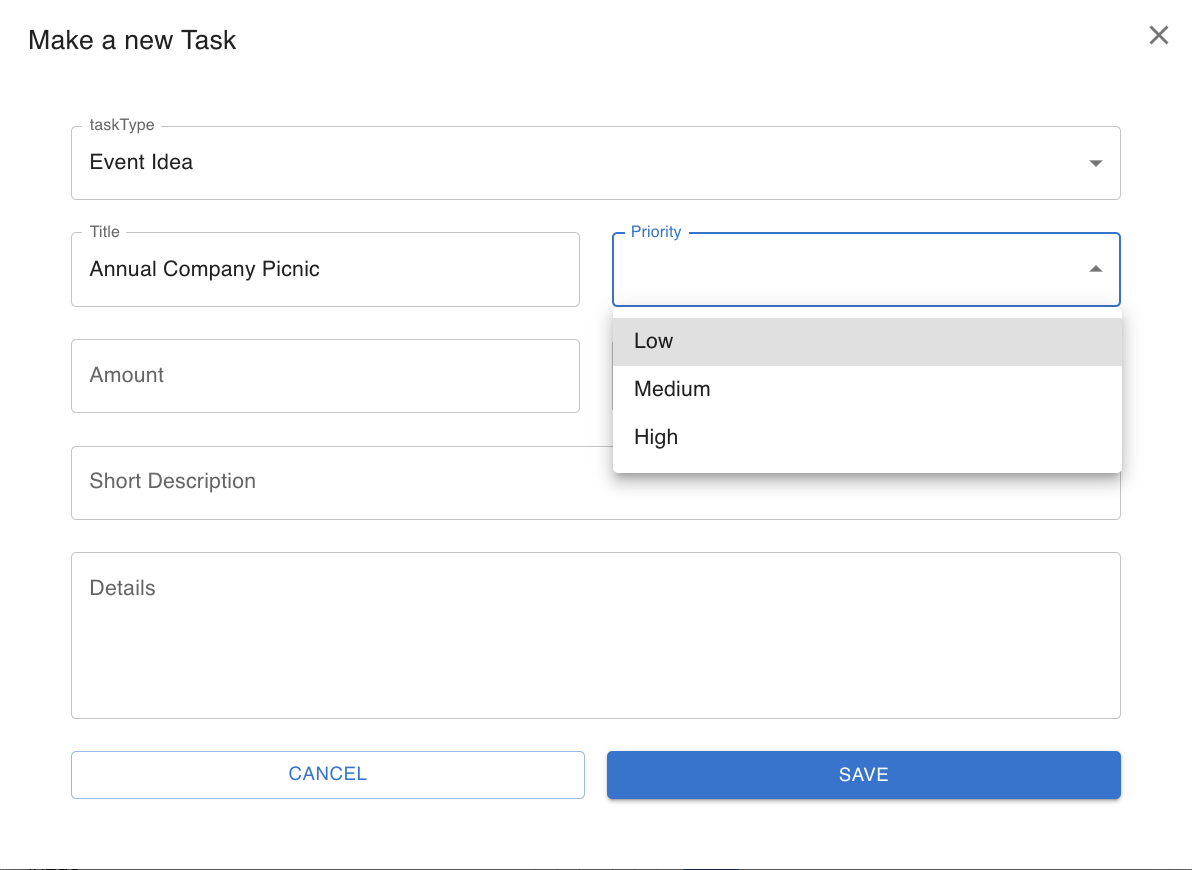 Make a new Task
taskType
Event Idea
Title
Annual Company Picnic
Priority
Low
Medium
High
Amount
Short Description
Details
CANCEL
SAVE